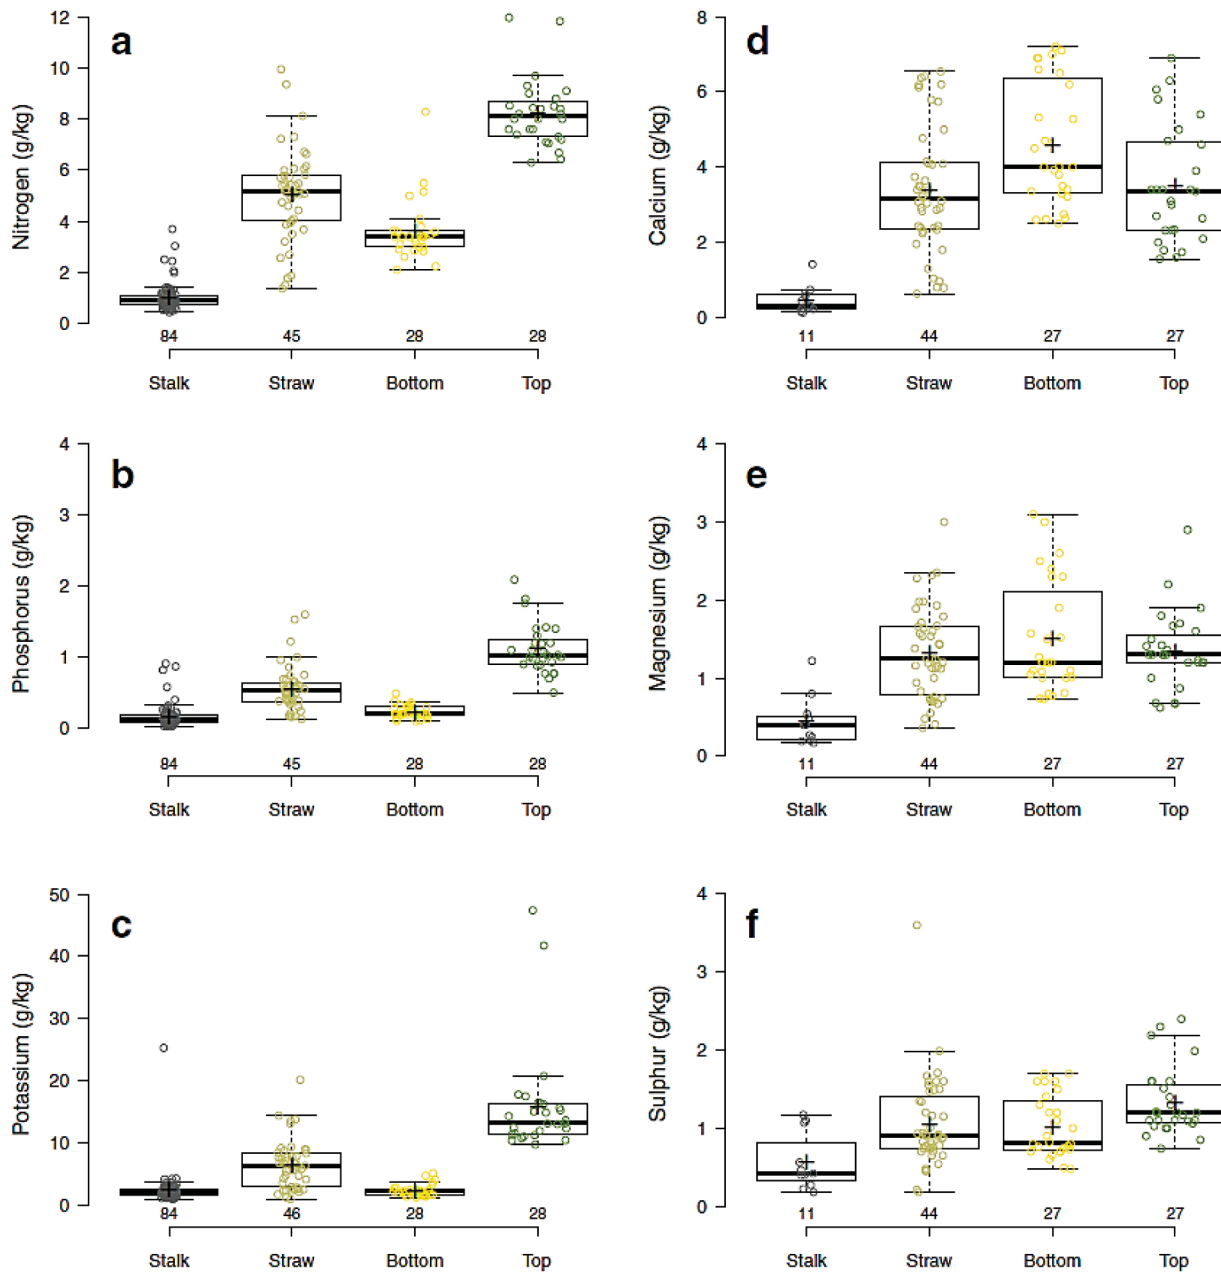 a
Nitrogen (g/kg)
12
10
8
6
4
2
0
84 45 28 28
Stalk Straw Bottom Top
d
Calcium (g/kg)
8
6
4
2
0
11 44 27 27
Stalk Straw Bottom Top
b
Phosphorus (g/kg)
4
3
2
1
0
84 45 28 28
Stalk Straw Bottom Top
e
Magnesium (g/kg)
4
3
2
1
0
11 44 27 27
Stalk Straw Bottom Top
c
Potassium (g/kg)
50
40
30
20
10
0
84 46 28 28
Stalk Straw Bottom Top
f
Sulphur (g/kg)
4
3
2
1
0
11 44 27 27
Stalk Straw Bottom Top